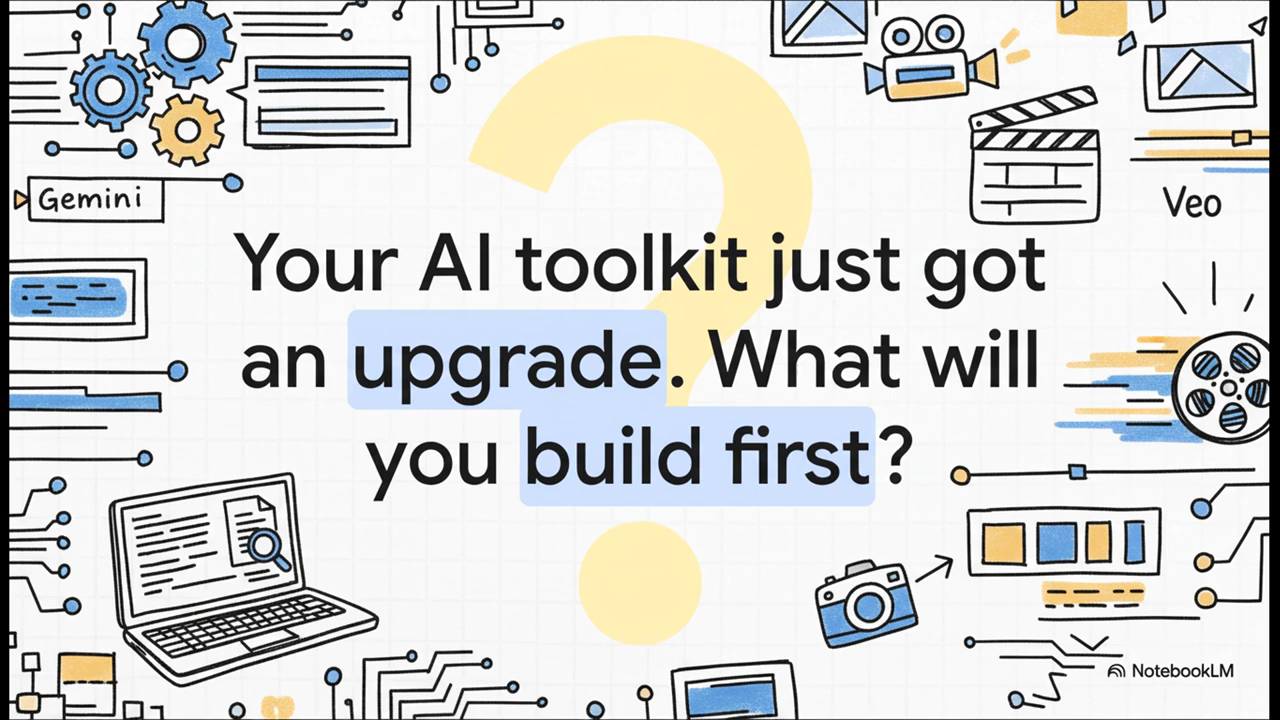 Gemini
Veo
Your AI toolkit just got
an upgrade. What will
you build first?
NotebookLM